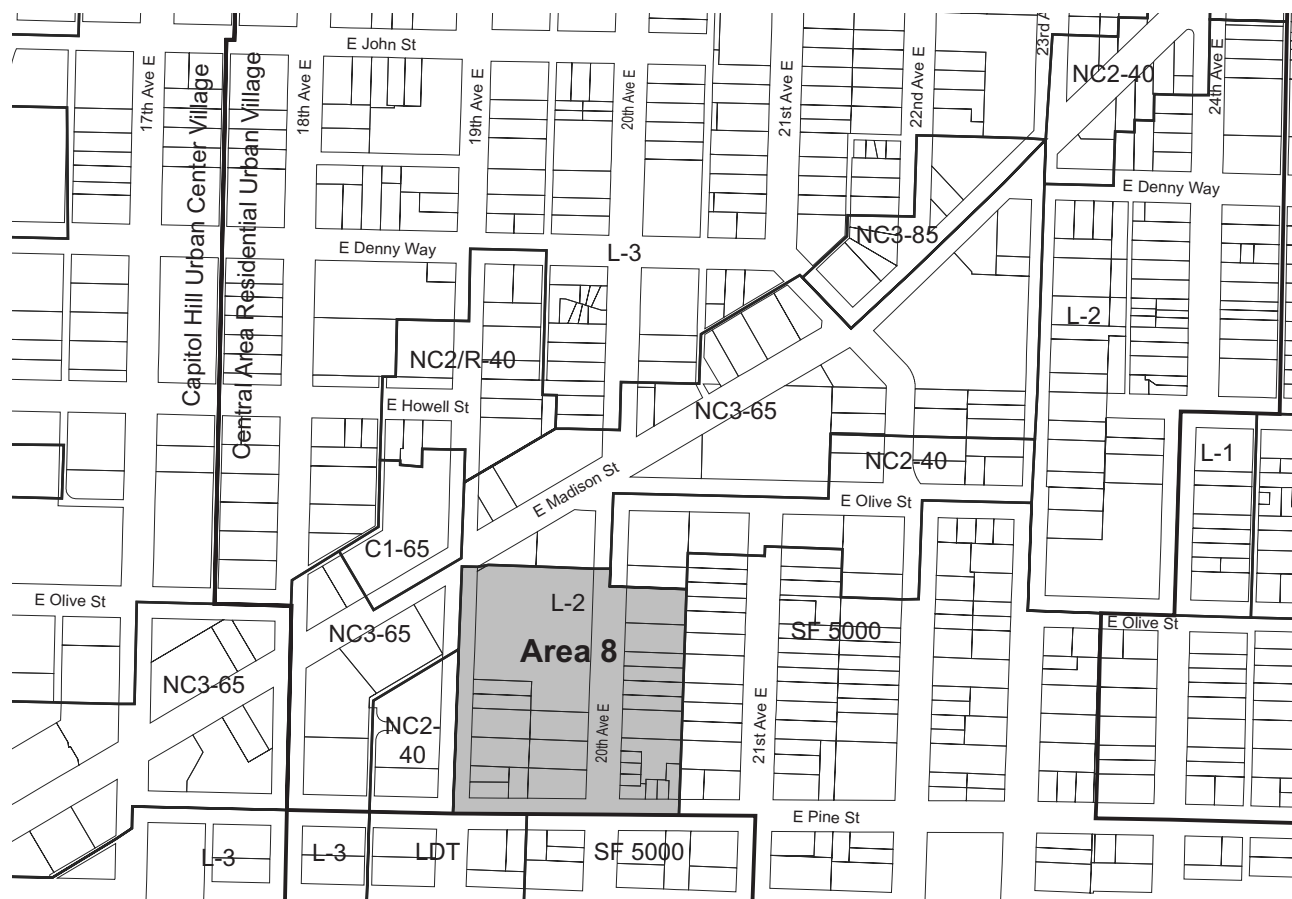 E John St
17th Ave E
Capitol Hill Urban Center Village
Central Area Residential Urban Village
18th Ave E
19th Ave E
20th Ave E
21st Ave E
22nd Ave E
23rd A
NC2-40
24th Ave E
E Denny Way
E Denny Way
L-3
NC3-85
L-2
NC2/R-40
E Howell St
NC3-65
NC2-40
L-1
E Madison St
E Olive St
C1-65
E Olive St
L-2
NC3-65
Area 8
SF 5000
E Olive St
NC3-65
NC2-
40
20th Ave E
21st Ave E
E Pine St
L-3
L-3
LDT
SF 5000